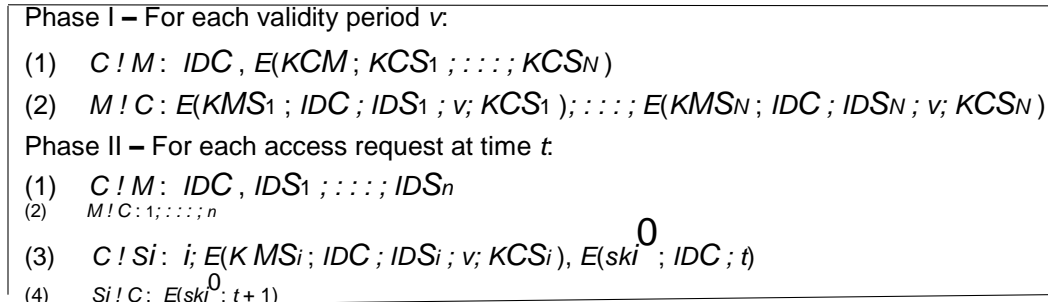 Phase I – For each validity period v:
(1) C ! M : IDC , E(KCM ; KCS1 ; : : : ; KCSN )
(2) M ! C : E(KMS1 ; IDC ; IDS1 ; v; KCS1 ); : : : ; E(KMSN ; IDC ; IDSN ; v; KCSN )
Phase II – For each access request at time t:
(1) C ! M : IDC , IDS1 ; : : : ; IDSn
(2) M ! C : 1; : : : ; n
(3) C ! Si : i; E(K MSi ; IDC ; IDSi ; v; KCSi ), E(ski0 ; IDC ; t)
(4) Si ! C : E(ski0; t + 1)